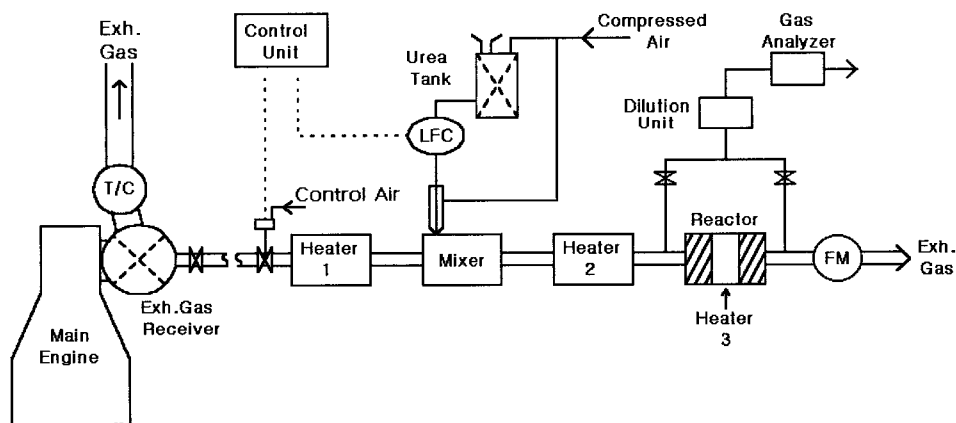 Exh.
Gas
Control
Unit
Urea
Tank
Compressed
Air
Gas
Analyzer
Dilution
Unit
LFC
T/C
Control Air
Reactor
Heater
1
Mixer
Heater
2
FM
Exh.
Gas
Exh.Gas
Receiver
Heater
3
Main
Engine